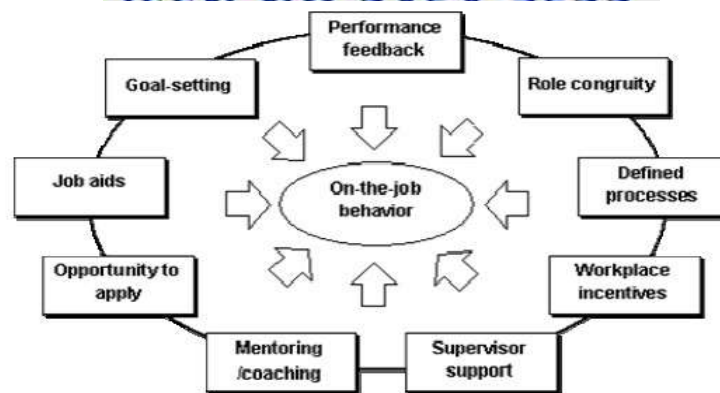 Performance
feedback
Goal-setting
Role congruity
Job aids
On-the-job
behavior
Defined
processes
Opportunity to
apply
Workplace
incentives
Mentoring
/coaching
Supervisor
support